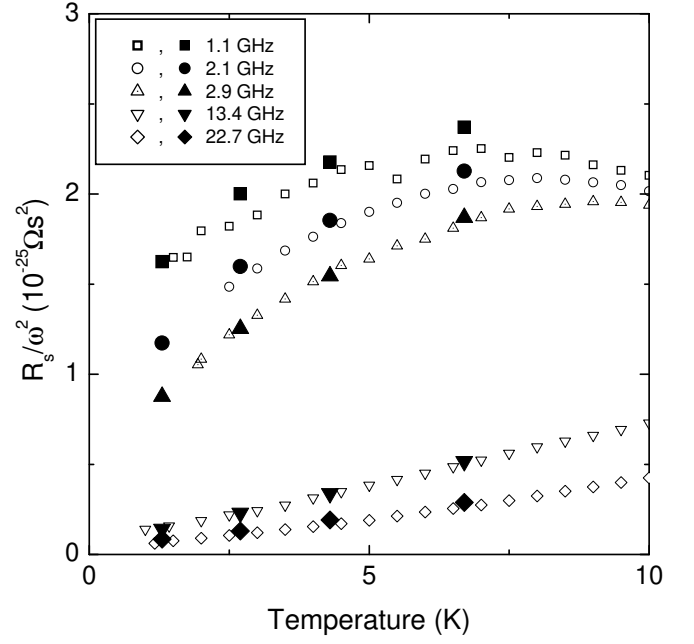 3
2
1
0
R_s/ω^2 (10^-25 Ωs^2)
, 1.1 GHz
, 2.1 GHz
, 2.9 GHz
, 13.4 GHz
, 22.7 GHz
0 5 10
Temperature (K)